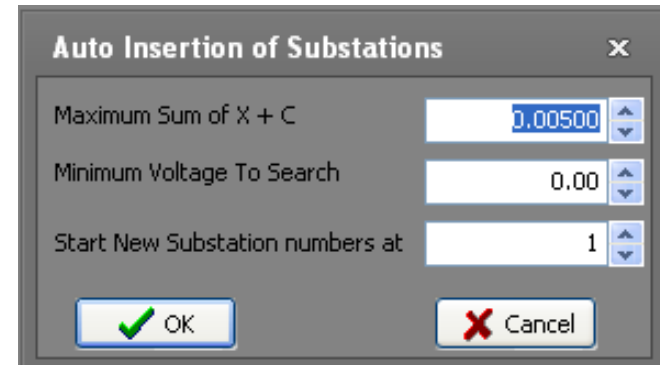 Auto Insertion of Substations
Maximum Sum of X + C
0.00500
Minimum Voltage To Search
0.00
Start New Substation numbers at
1
OK
Cancel